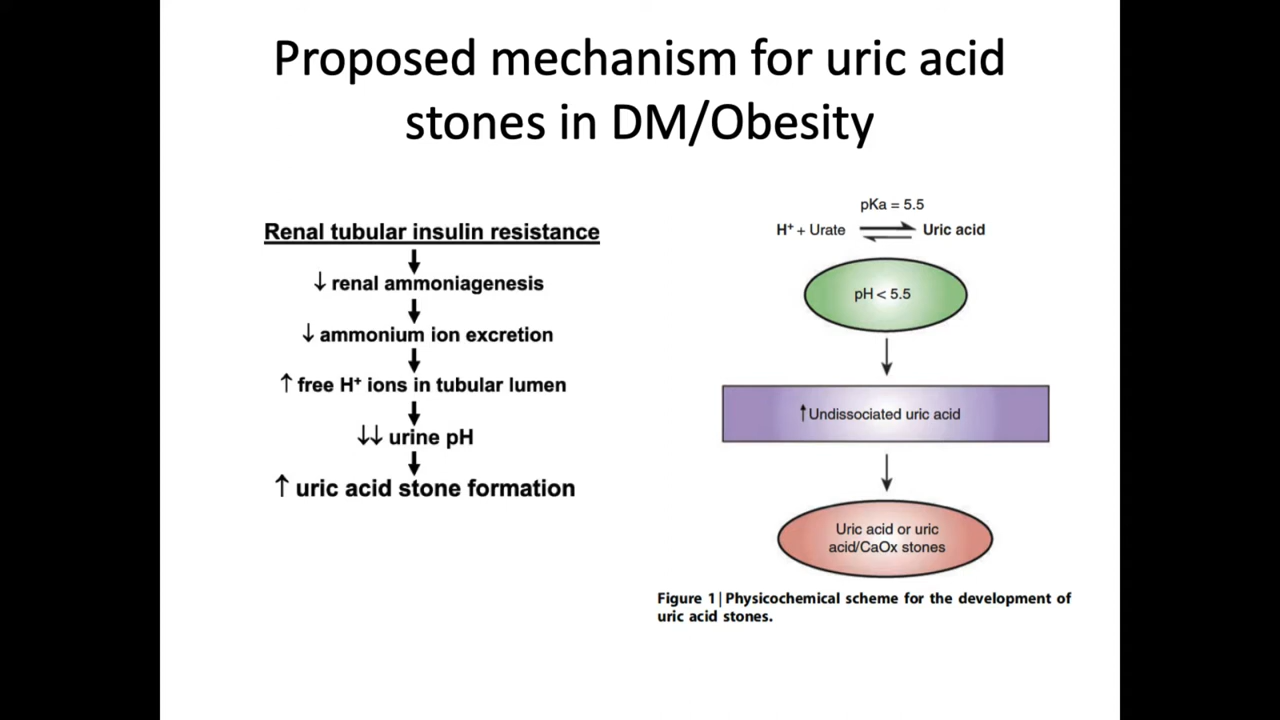 Proposed mechanism for uric acid
stones in DM/Obesity
Renal tubular insulin resistance
↓ renal ammoniagenesis
↓ ammonium ion excretion
↑ free H⁺ ions in tubular lumen
↓↓ urine pH
↑ uric acid stone formation
pKa = 5.5
H⁺ + Urate ⇌ Uric acid
pH < 5.5
↑Undissociated uric acid
Uric acid or uric
acid/CaOx stones
Figure 1 | Physicochemical scheme for the development of
uric acid stones.